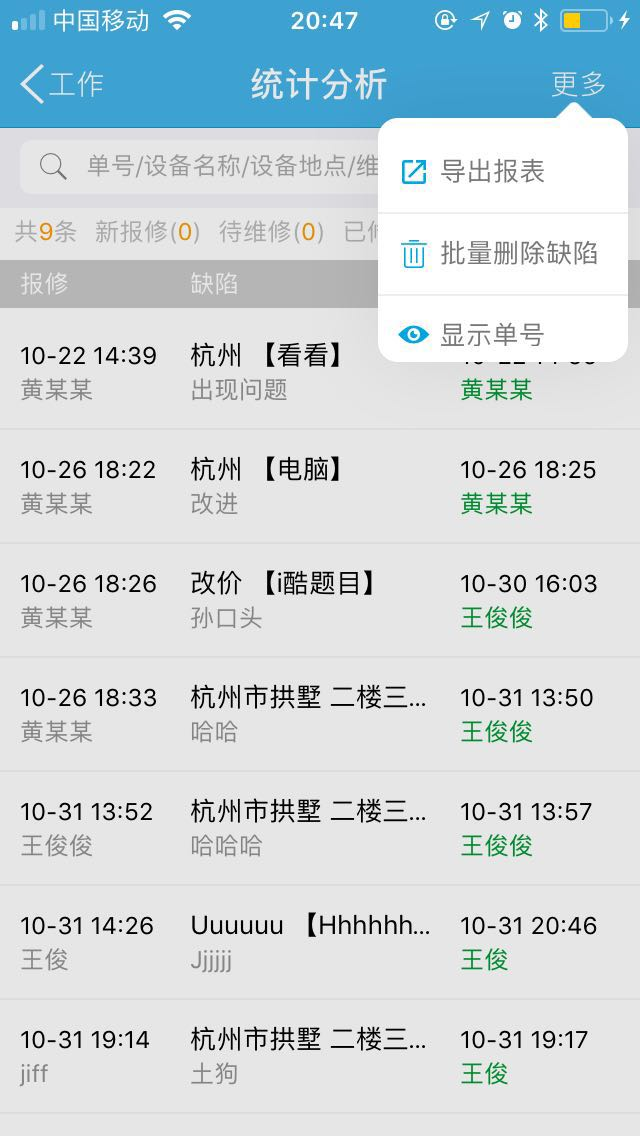 中国移动 20:47
工作 统计分析 更多
单号/设备名称/设备地点/维
导出报表
共9条 新报修(0) 待维修(0)
批量删除缺陷
报修 缺陷
显示单号
10-22 14:39 杭州 【看看】
黄某某 出现问题 黄某某
10-26 18:22 杭州 【电脑】 10-26 18:25
黄某某 改进 黄某某
10-26 18:26 改价 【i酷题目】 10-30 16:03
黄某某 孙口头 王俊俊
10-26 18:33 杭州市拱墅 二楼三... 10-31 13:50
黄某某 哈哈 王俊俊
10-31 13:52 杭州市拱墅 二楼三... 10-31 13:57
王俊俊 哈哈哈 王俊俊
10-31 14:26 Uuuuuu 【Hhhhhh... 10-31 20:46
王俊 Jjjjjj 王俊
10-31 19:14 杭州市拱墅 二楼三... 10-31 19:17
jiff 土狗 王俊